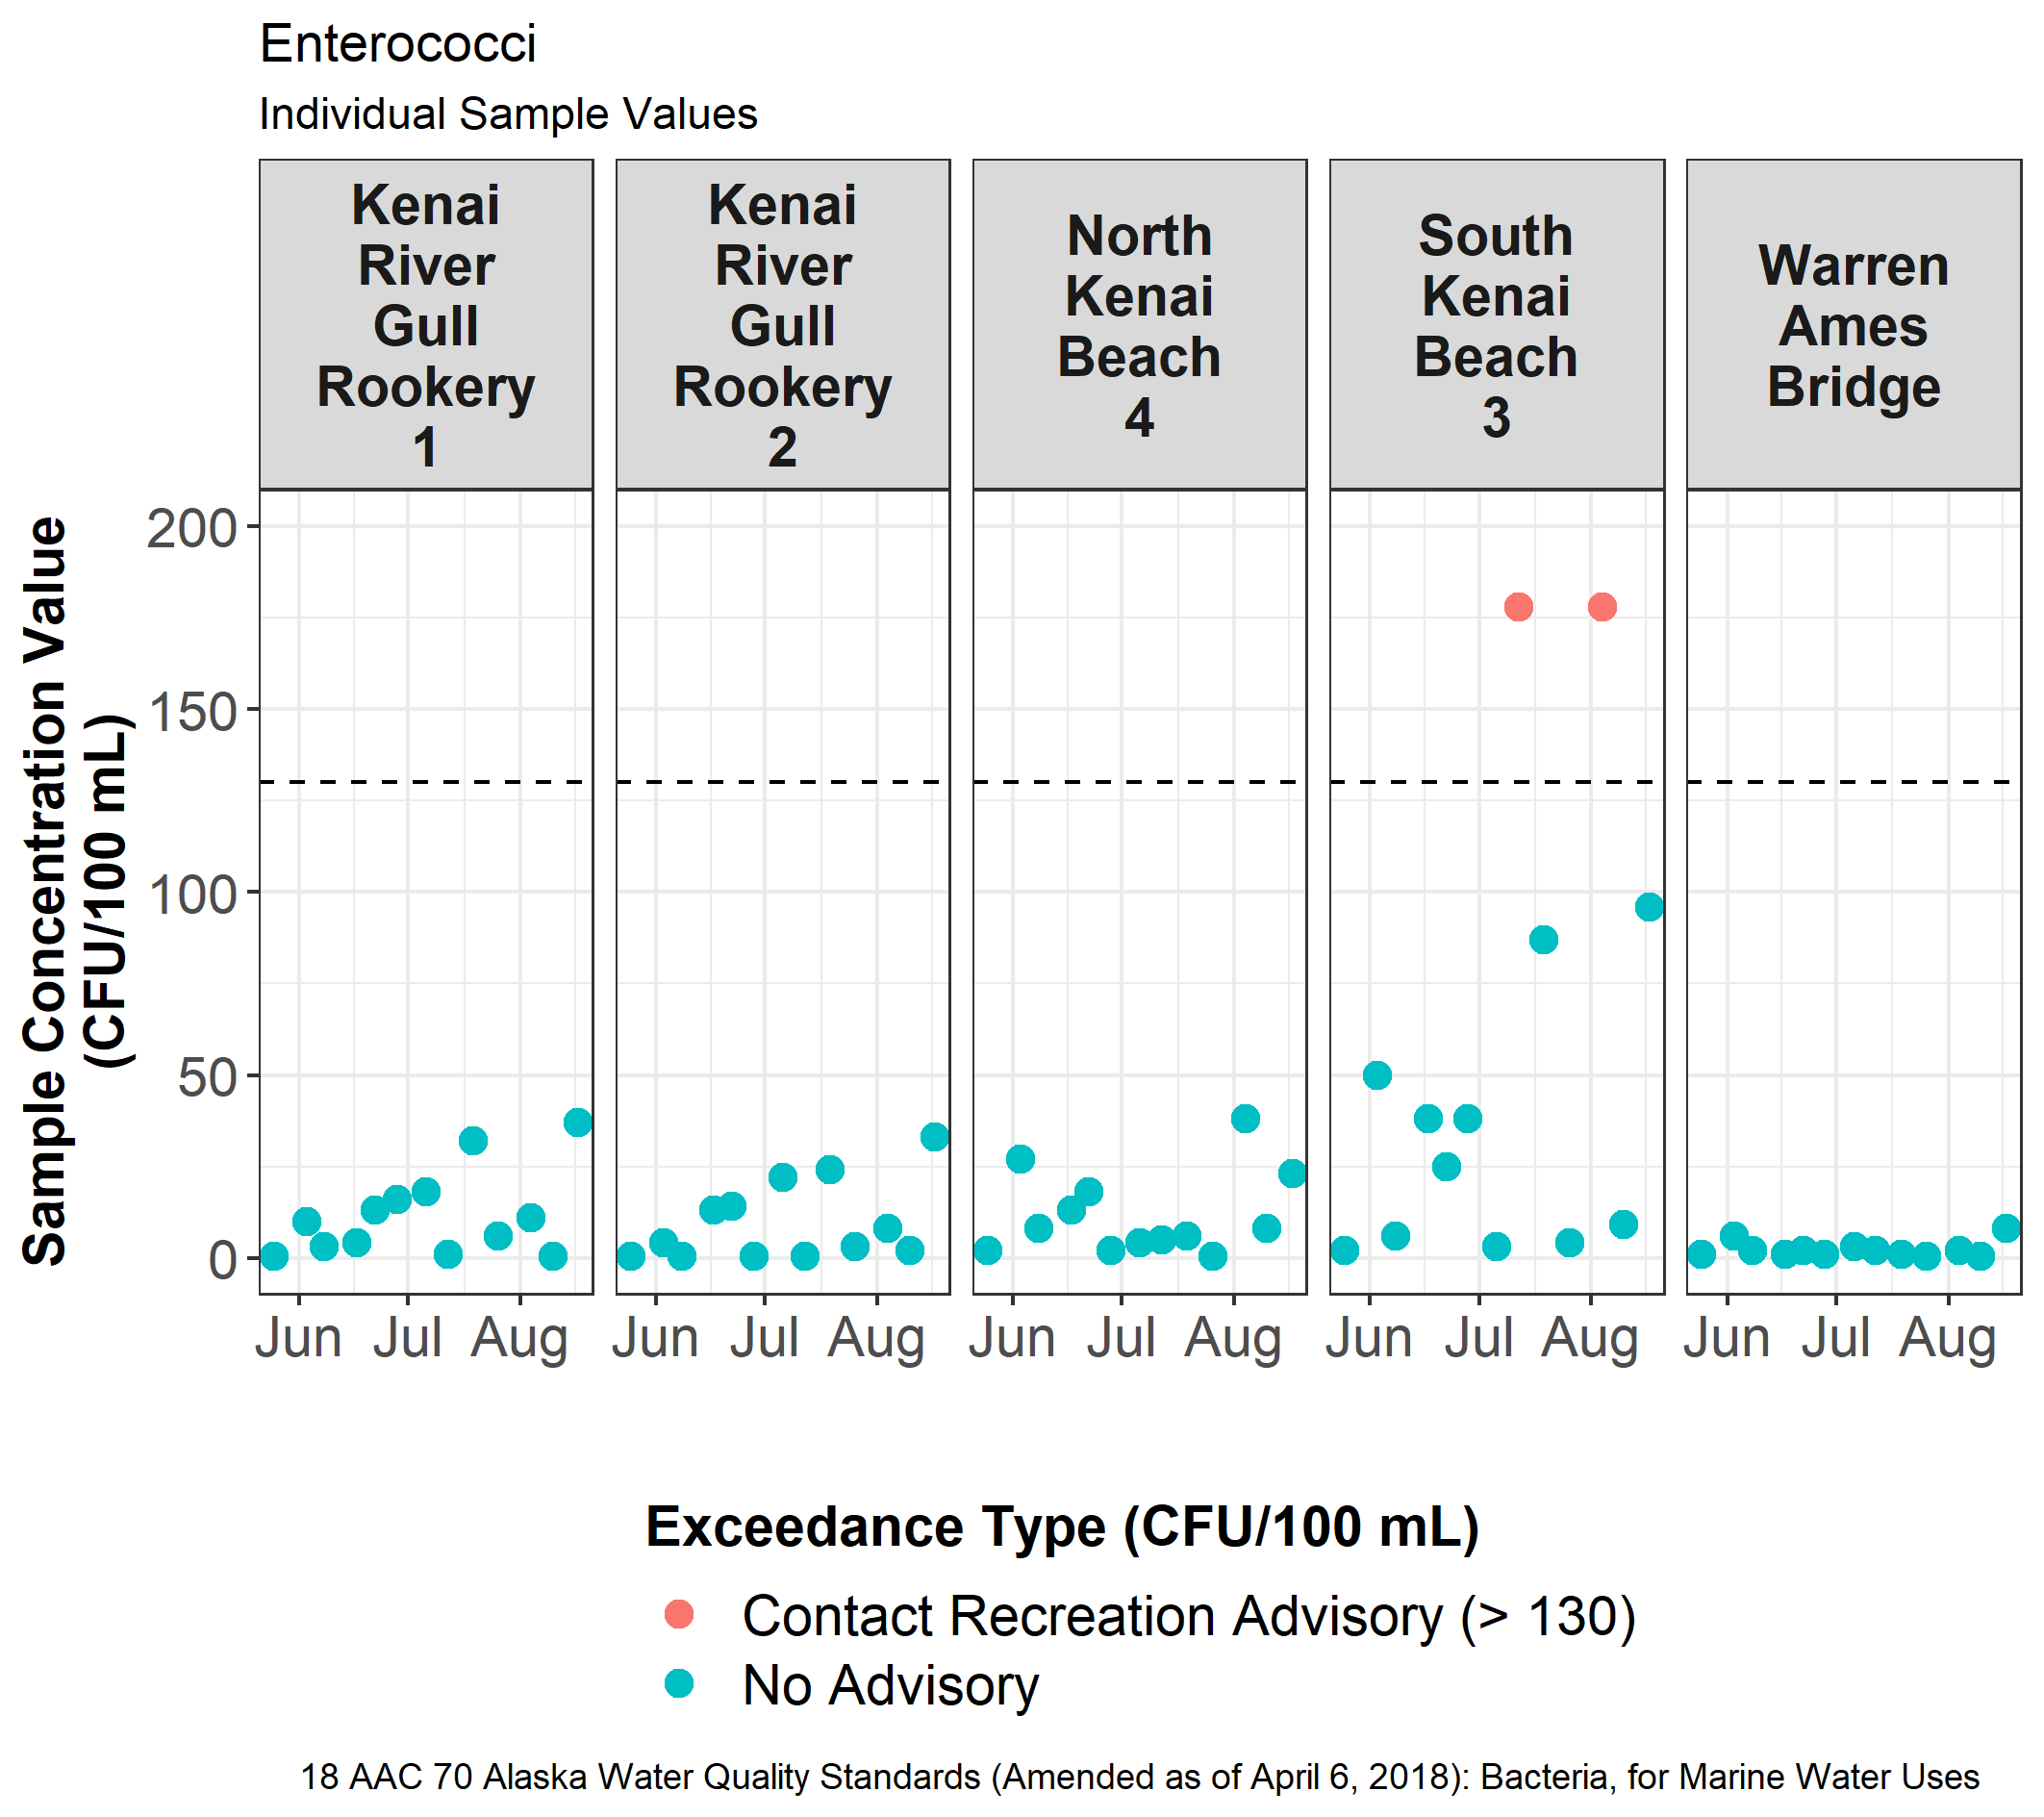 Enterococci
Individual Sample Values
Kenai
River
Gull
Rookery
1
Kenai
River
Gull
Rookery
2
North
Kenai
Beach
4
South
Kenai
Beach
3
Warren
Ames
Bridge
Sample Concentration Value
(CFU/100 mL)
200
150
100
50
0
Jun Jul Aug
Jun Jul Aug
Jun Jul Aug
Jun Jul Aug
Jun Jul Aug
Exceedance Type (CFU/100 mL)
Contact Recreation Advisory (> 130)
No Advisory
18 AAC 70 Alaska Water Quality Standards (Amended as of April 6, 2018): Bacteria, for Marine Water Uses